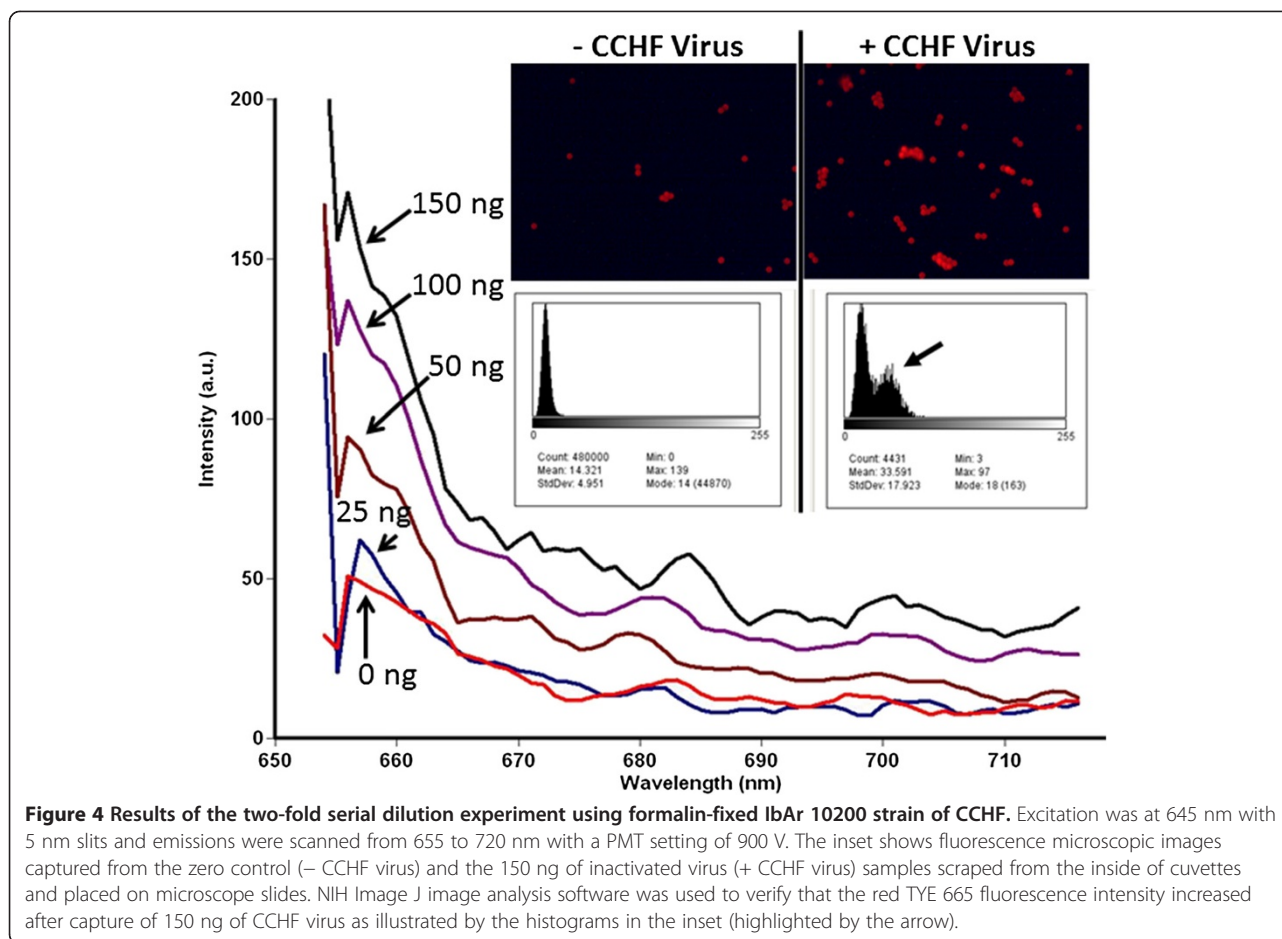 - CCHF Virus
+ CCHF Virus
200
150
100
50
0
Intensity (a.u.)
150 ng
100 ng
50 ng
25 ng
0 ng
0 255
Count: 480000 Min: 0
Mean: 14.321 Max: 139
StdDev: 4.951 Mode: 14 (44870)
0 255
Count: 4431 Min: 3
Mean: 33.591 Max: 97
StdDev: 17.923 Mode: 18 (163)
650 660 670 680 690 700 710
Wavelength (nm)
Figure 4 Results of the two-fold serial dilution experiment using formalin-fixed IbAr 10200 strain of CCHF. Excitation was at 645 nm with
5 nm slits and emissions were scanned from 655 to 720 nm with a PMT setting of 900 V. The inset shows fluorescence microscopic images
captured from the zero control (− CCHF virus) and the 150 ng of inactivated virus (+ CCHF virus) samples scraped from the inside of cuvettes
and placed on microscope slides. NIH Image J image analysis software was used to verify that the red TYE 665 fluorescence intensity increased
after capture of 150 ng of CCHF virus as illustrated by the histograms in the inset (highlighted by the arrow).